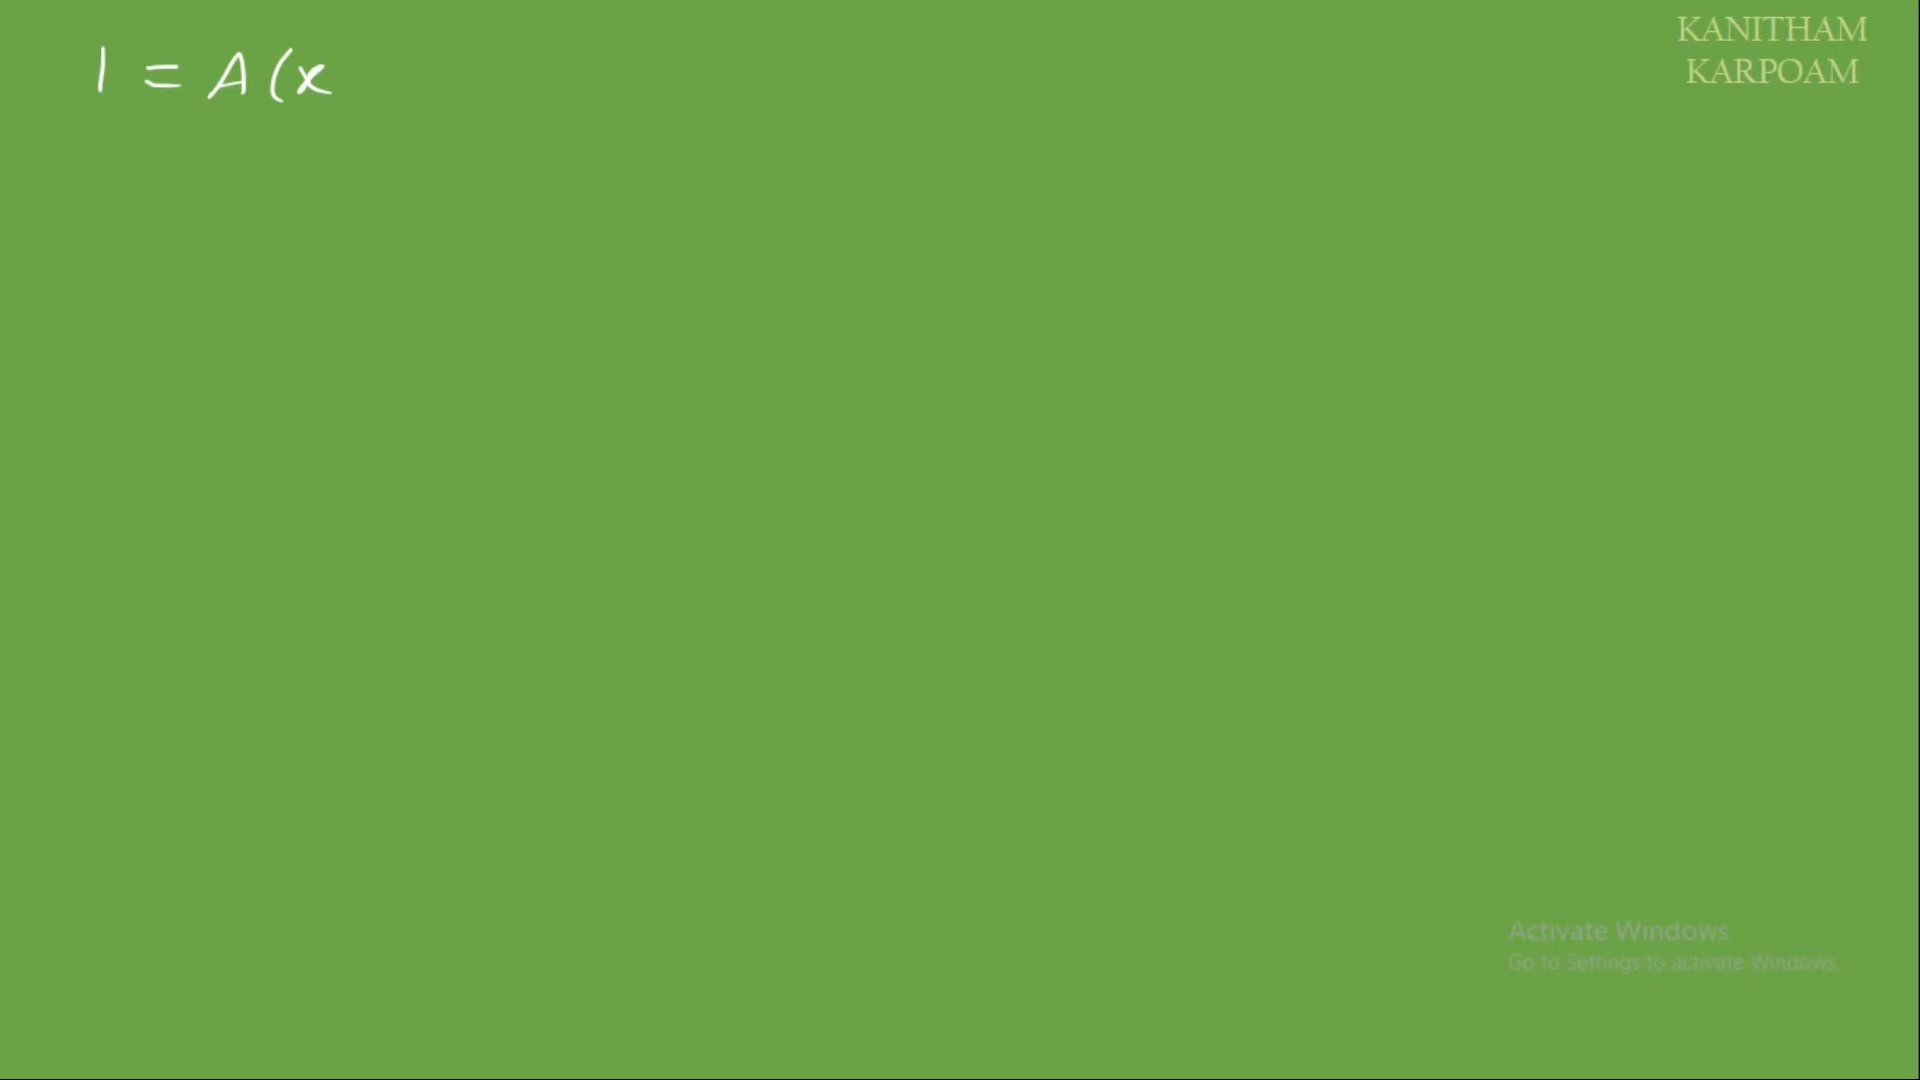 1 = A(x
KANITHAM
KARPOAM
Activate Windows
Go to Settings to activate Windows.